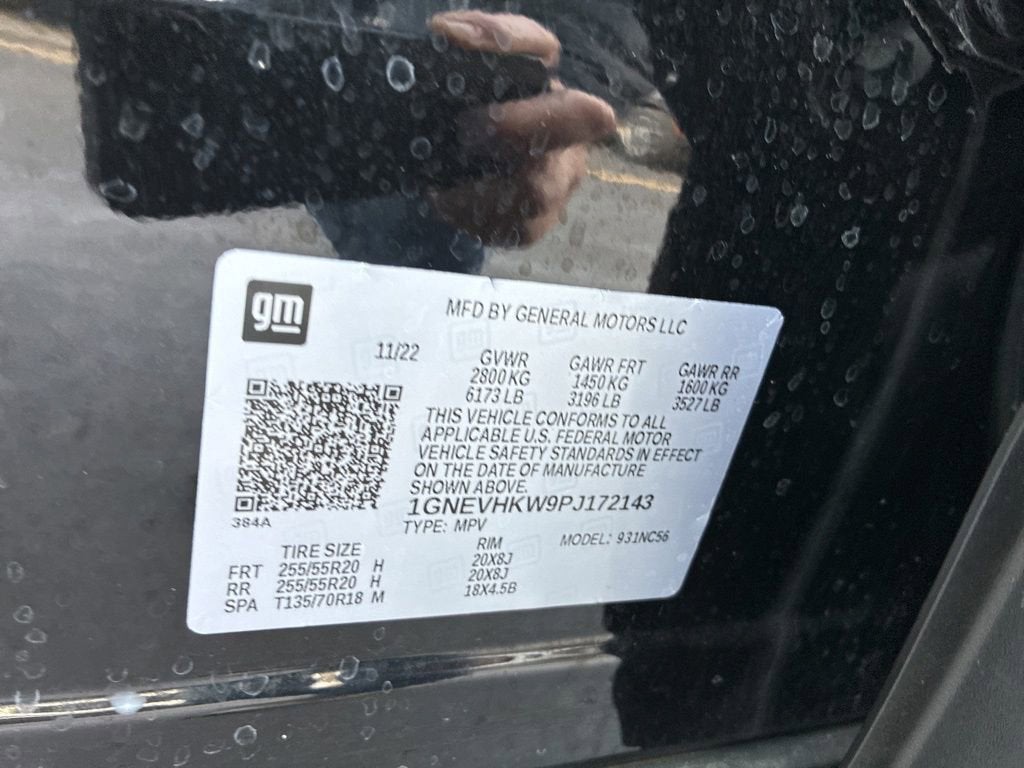 gm
MFD BY GENERAL MOTORS LLC
11/22 GVWR GAWR FRT GAWR RR
2800 KG 1450 KG 1600 KG
6173 LB 3196 LB 3527 LB
THIS VEHICLE CONFORMS TO ALL
APPLICABLE U.S. FEDERAL MOTOR
VEHICLE SAFETY STANDARDS IN EFFECT
ON THE DATE OF MANUFACTURE
SHOWN ABOVE.
1GNEVHKW9PJ172143
384A
TYPE: MPV MODEL: 931NC56
TIRE SIZE RIM
FRT 255/55R20 H 20X8J
RR 255/55R20 H 20X8J
SPA T135/70R18 M 18X4.5B